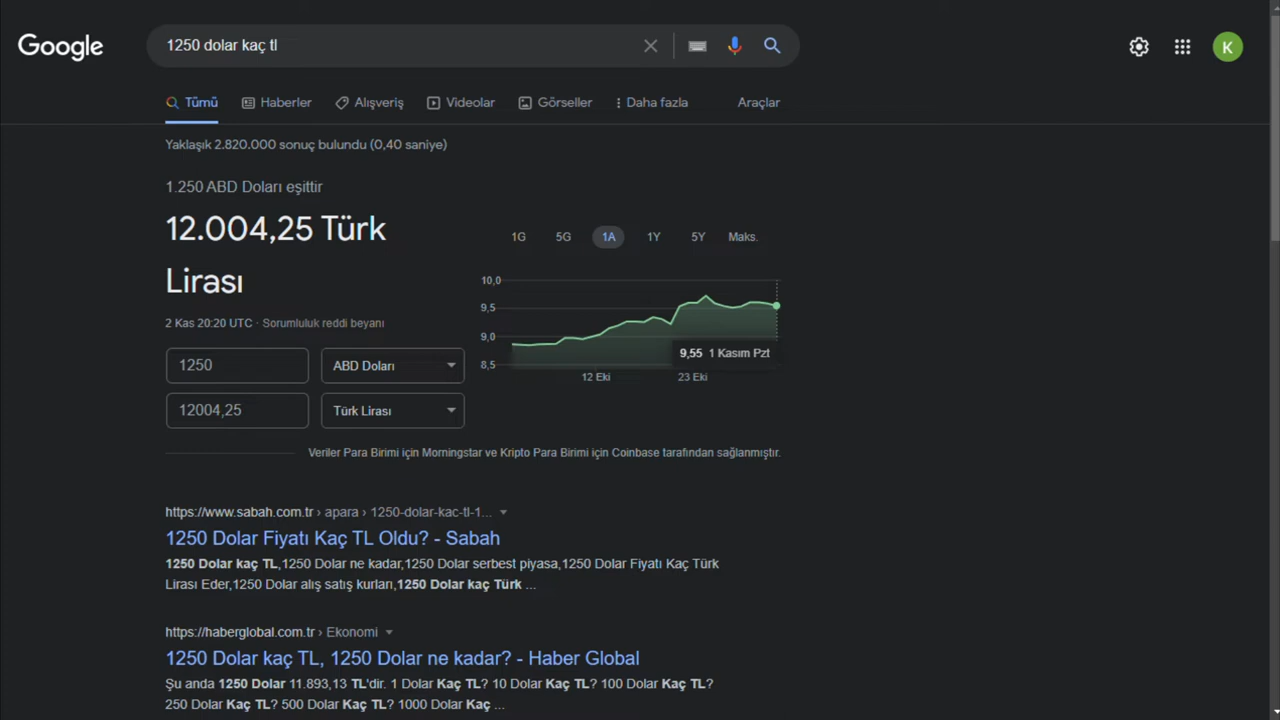 Google
1250 dolar kaç tl
K
Tümü Haberler Alışveriş Videolar Görseller Daha fazla Araçlar
Yaklaşık 2.820.000 sonuç bulundu (0,40 saniye)
1.250 ABD Doları eşittir
12.004,25 Türk
Lirası
2 Kas 20:20 UTC · Sorumluluk reddi beyanı
1250 ABD Doları
12004,25 Türk Lirası
1G 5G 1A 1Y 5Y Maks.
10,0
9,5
9,0
8,5
9,55 1 Kasım Pzt
12 Eki 23 Eki
Veriler Para Birimi için Morningstar ve Kripto Para Birimi için Coinbase tarafından sağlanmıştır.
https://www.sabah.com.tr › apara › 1250-dolar-kac-tl-1...
1250 Dolar Fiyatı Kaç TL Oldu? - Sabah
1250 Dolar kaç TL,1250 Dolar ne kadar,1250 Dolar serbest piyasa,1250 Dolar Fiyatı Kaç Türk
Lirası Eder,1250 Dolar alış satış kurları,1250 Dolar kaç Türk ...
https://haberglobal.com.tr › Ekonomi
1250 Dolar kaç TL, 1250 Dolar ne kadar? - Haber Global
Şu anda 1250 Dolar 11.893,13 TL'dir. 1 Dolar Kaç TL? 10 Dolar Kaç TL? 100 Dolar Kaç TL?
250 Dolar Kaç TL? 500 Dolar Kaç TL? 1000 Dolar Kaç ...